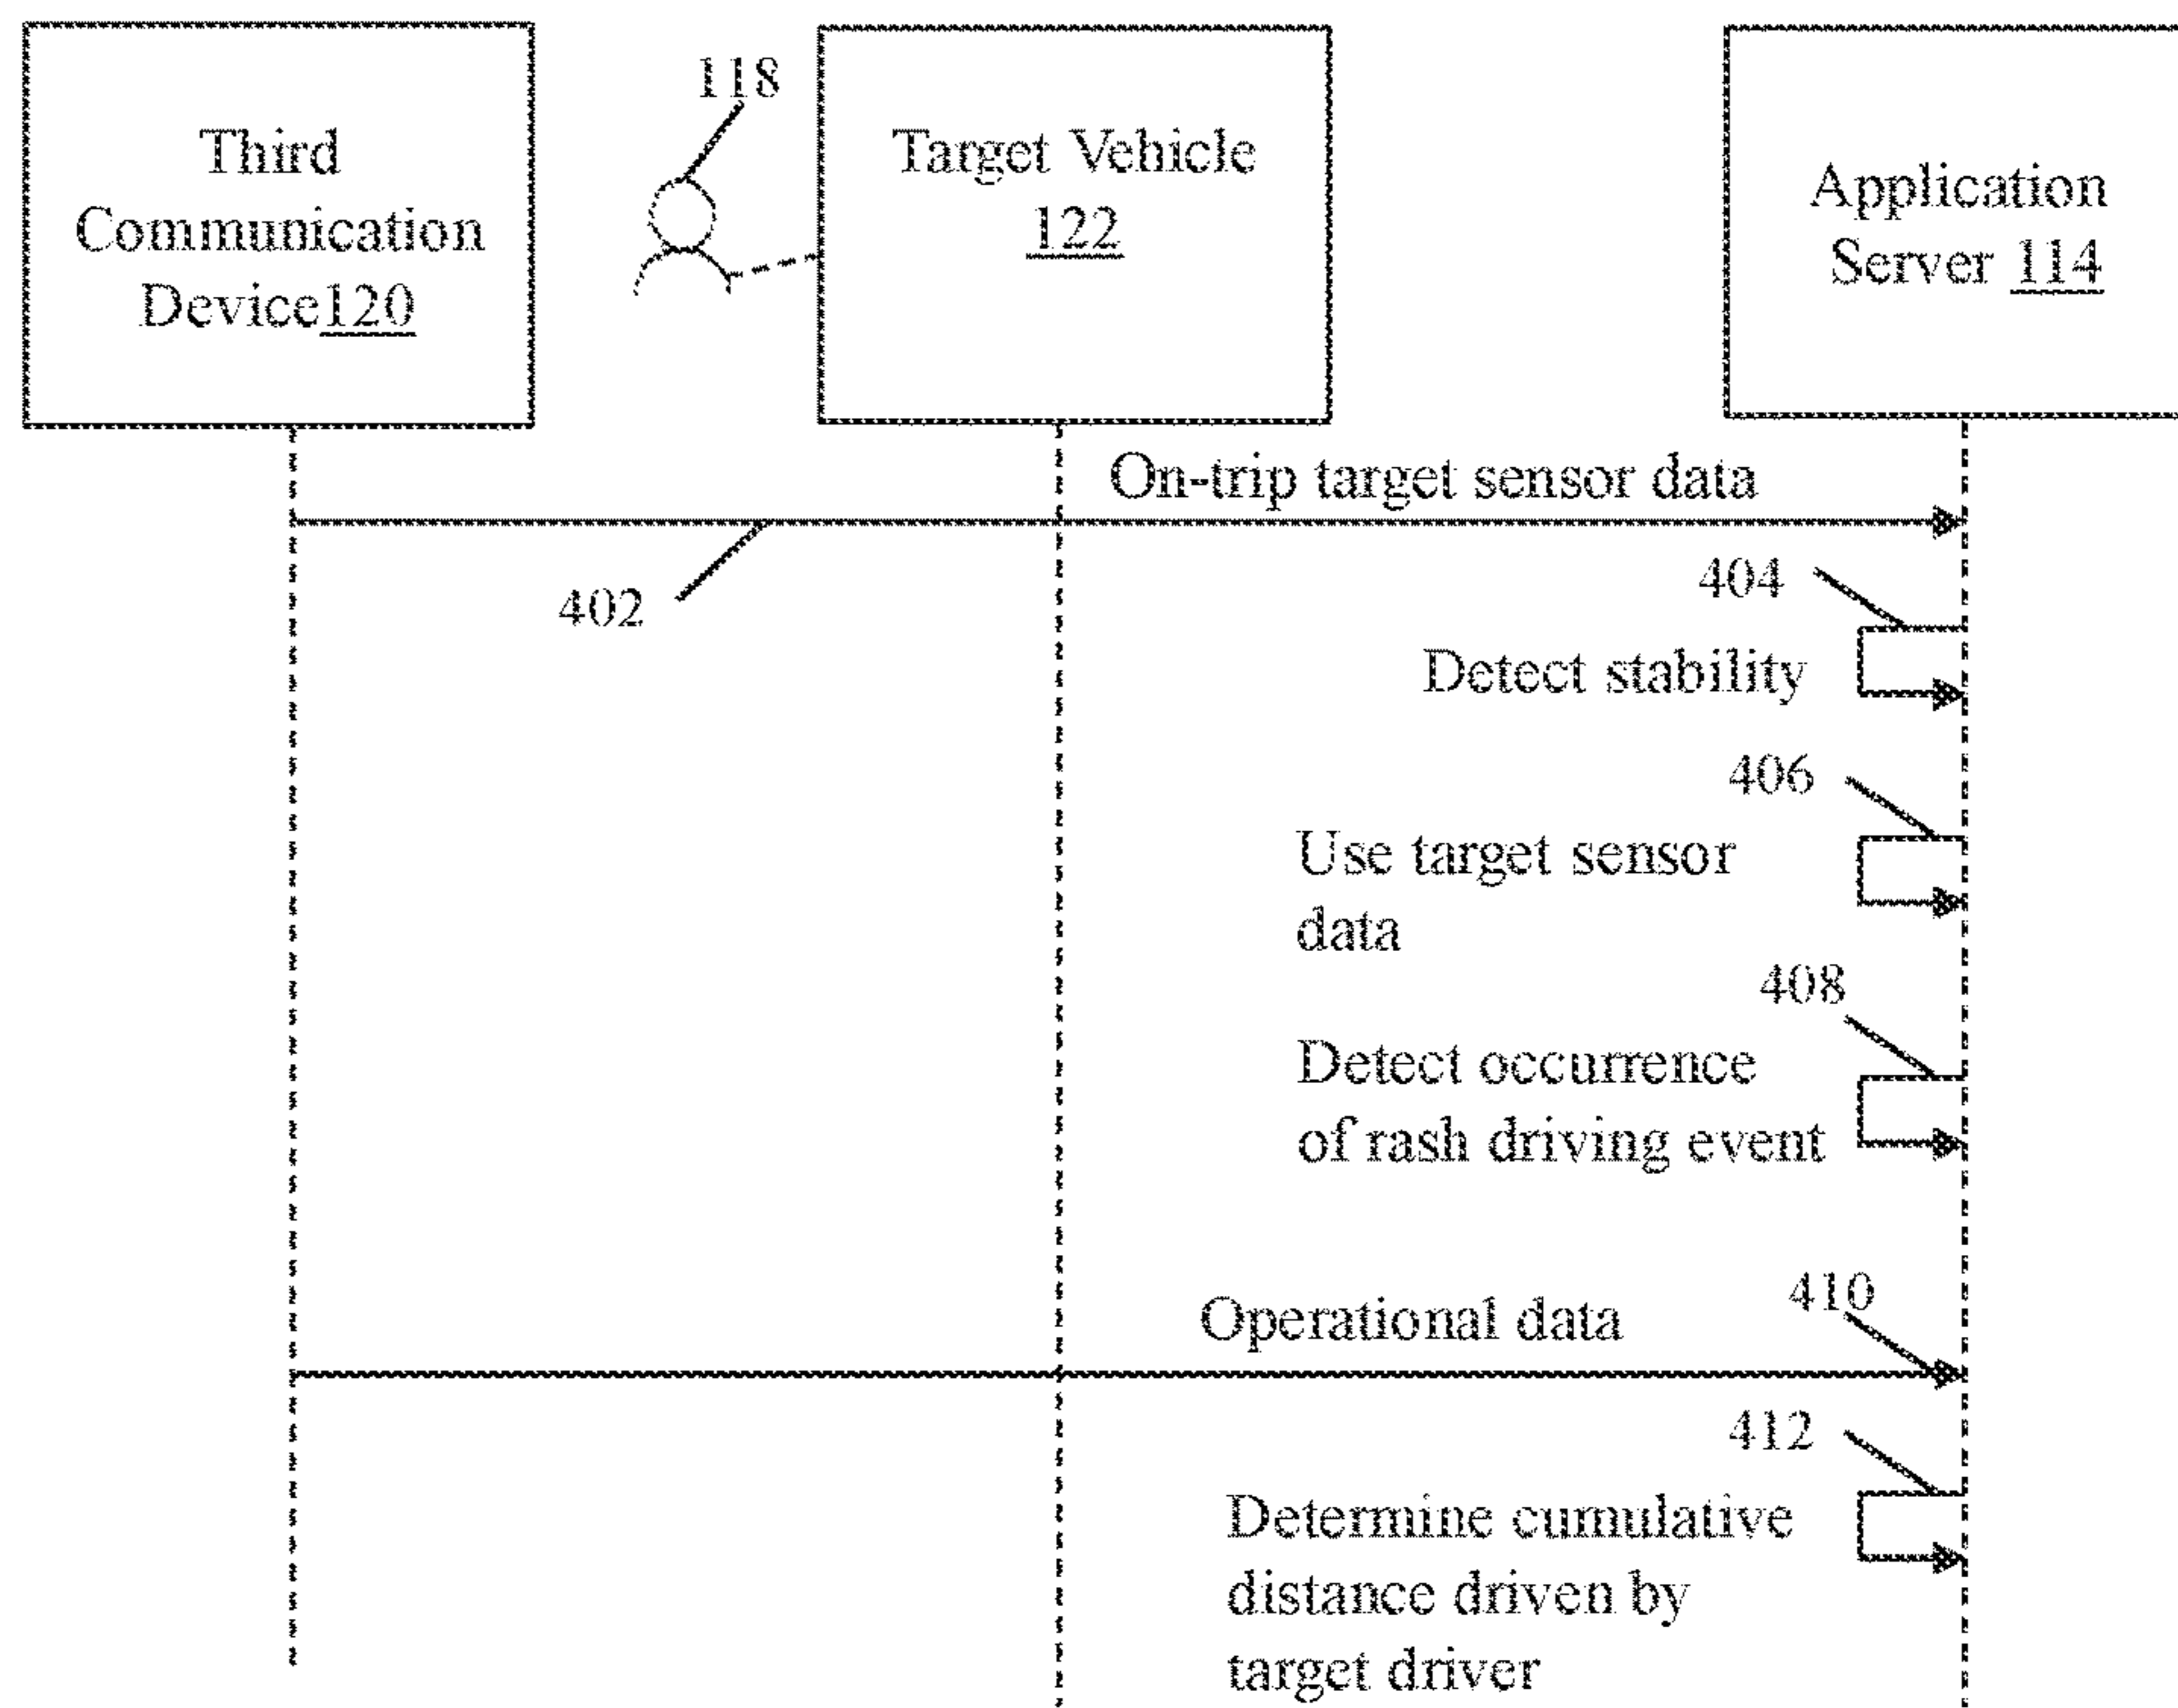 Third
Communication
Device120
118
Target Vehicle
122
Application
Server 114
On-trip target sensor data
402
404
Detect stability
406
Use target sensor
data
408
Detect occurrence
of rash driving event
410
Operational data
412
Determine cumulative
distance driven by
target driver